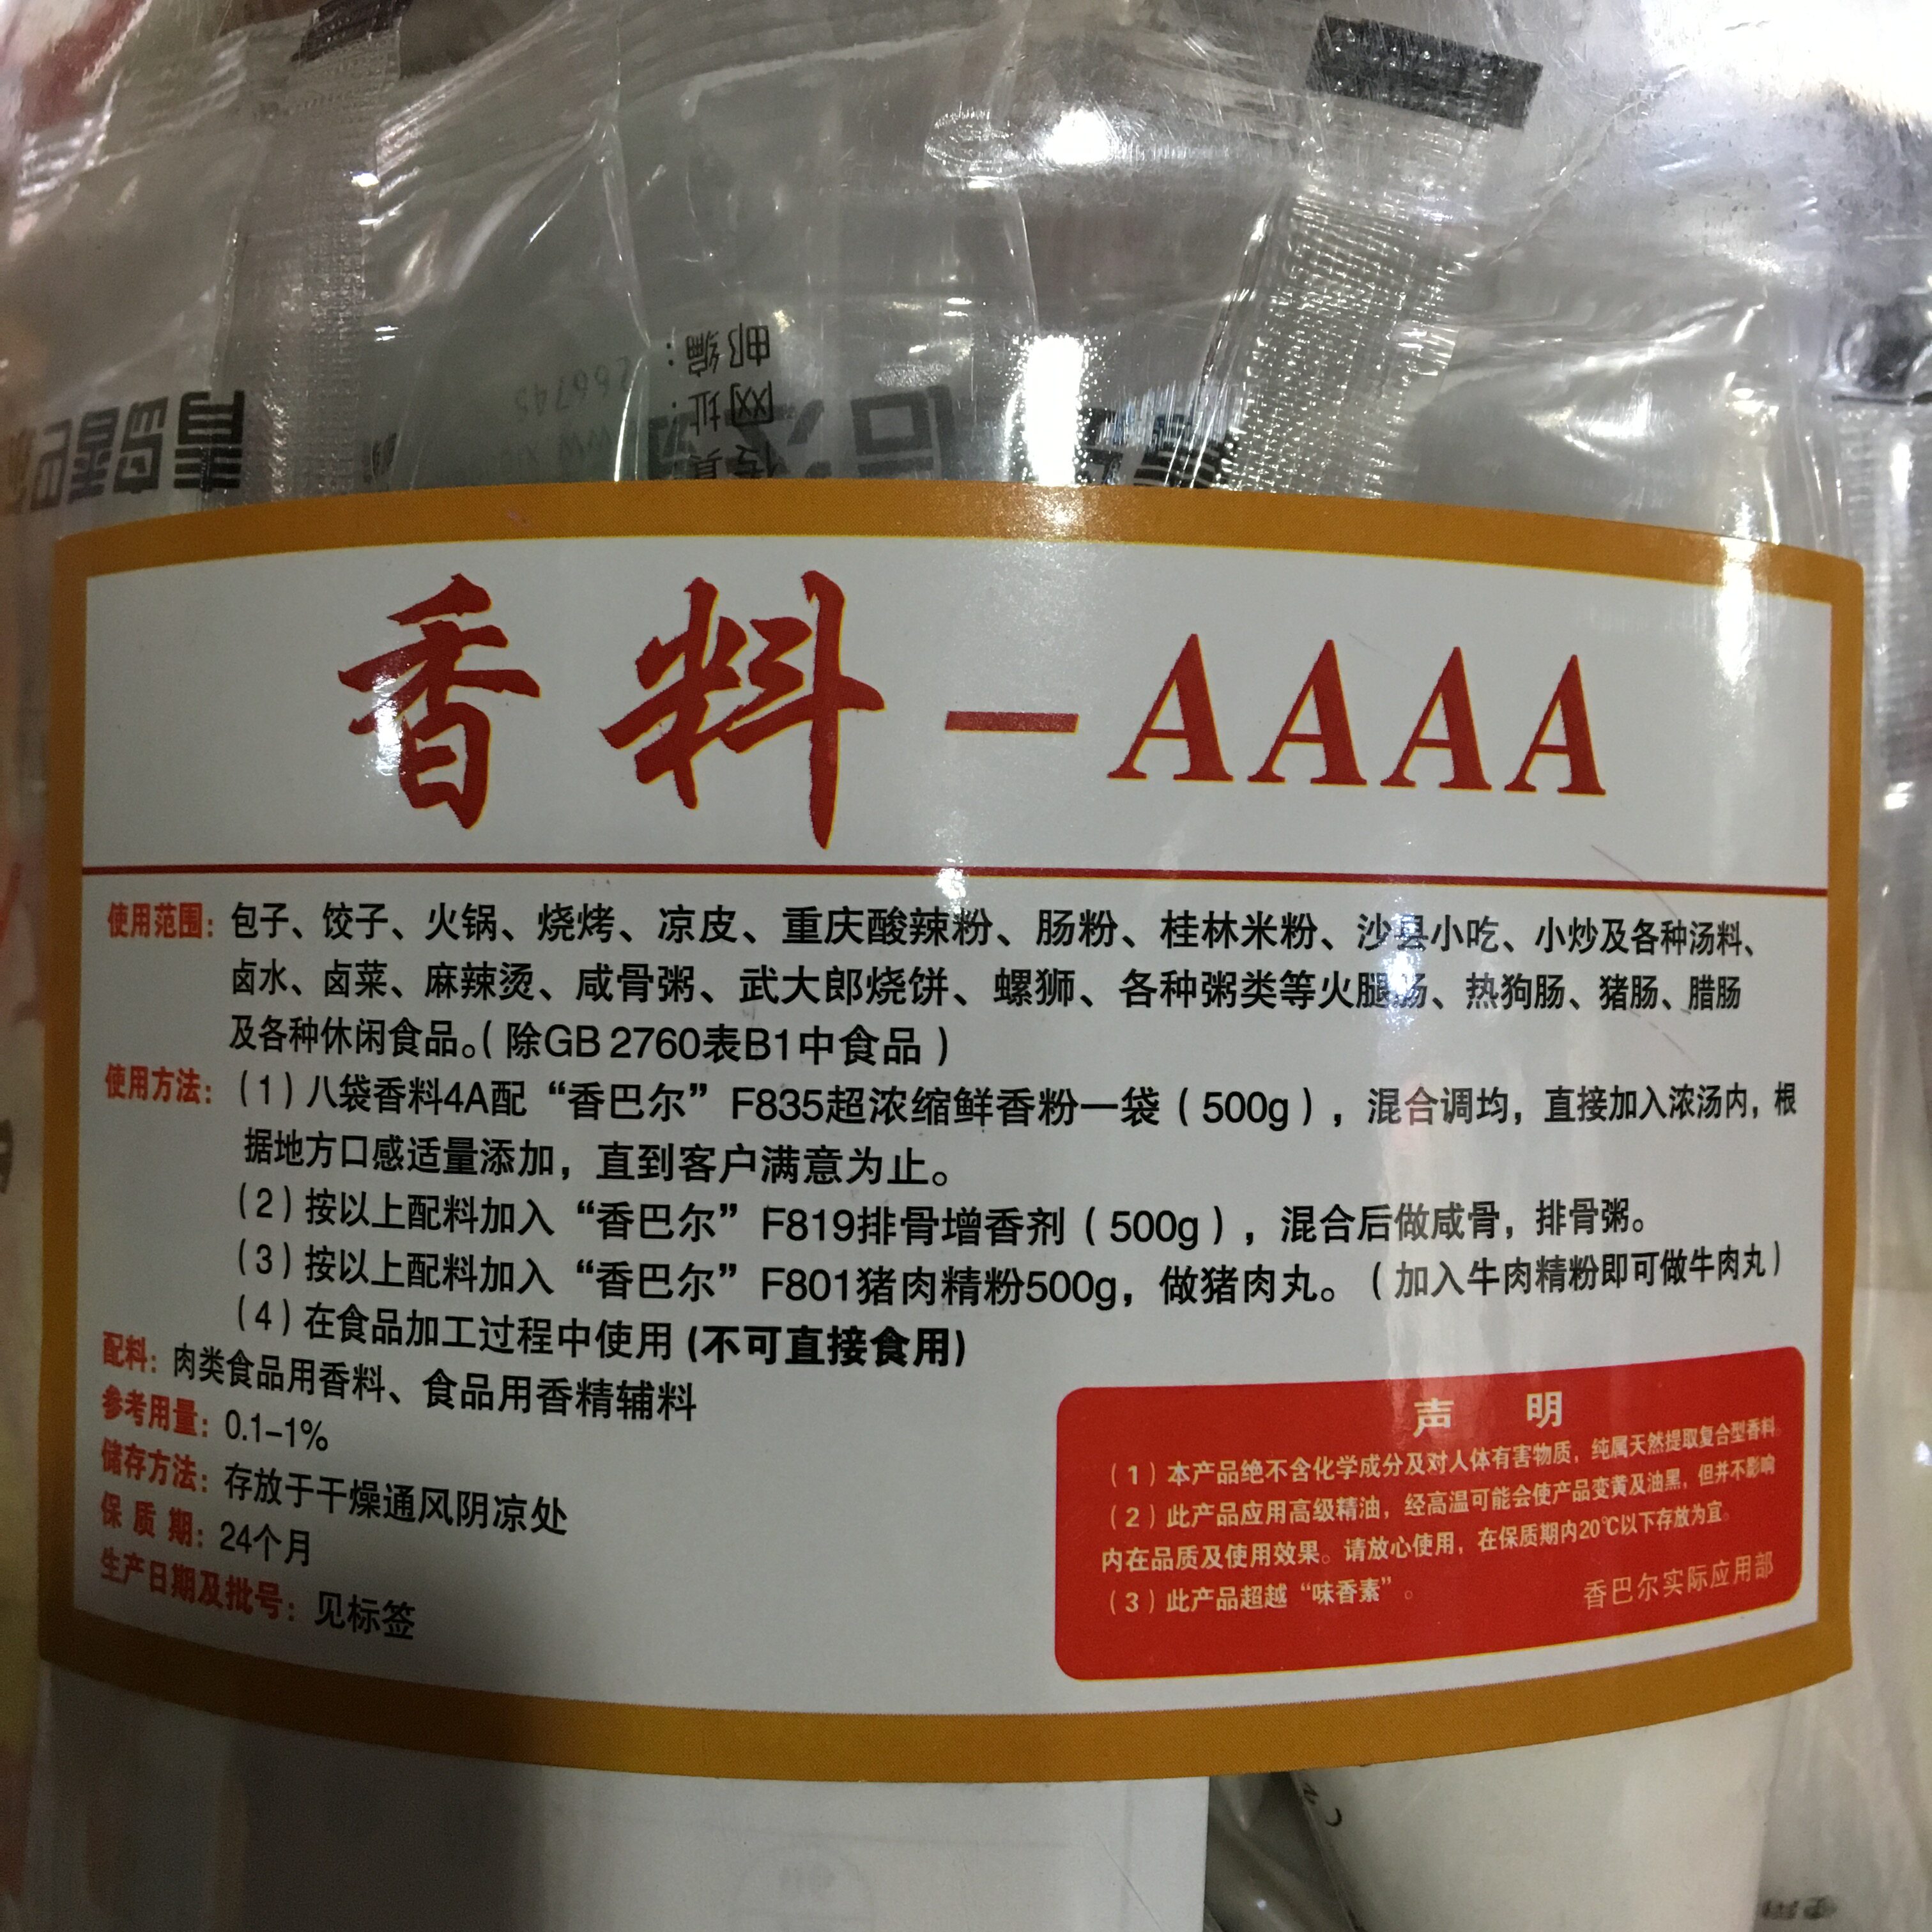 邮编：
网址：
传真
青岛
香料－AAAA
使用范围：包子、饺子、火锅、烧烤、凉皮、重庆酸辣粉、肠粉、桂林米粉、沙县小吃、小炒及各种汤料、
卤水、卤菜、麻辣烫、咸骨粥、武大郎烧饼、螺狮、各种粥类等火腿肠、热狗肠、猪肠、腊肠
及各种休闲食品。（除GB 2760表B1中食品）
使用方法：（1）八袋香料4A配“香巴尔”F835超浓缩鲜香粉一袋（500g），混合调均，直接加入浓汤内，根
据地方口感适量添加，直到客户满意为止。
（2）按以上配料加入“香巴尔”F819排骨增香剂（500g），混合后做咸骨，排骨粥。
（3）按以上配料加入“香巴尔”F801猪肉精粉500g，做猪肉丸。（加入牛肉精粉即可做牛肉丸）
（4）在食品加工过程中使用(不可直接食用)
配料：肉类食品用香料、食品用香精辅料
参考用量：0.1–1%
储存方法：存放于干燥通风阴凉处
保质期：24个月
生产日期及批号：见标签
声明
（1）本产品绝不含化学成分及对人体有害物质，纯属天然提取复合型香料。
（2）此产品应用高级精油，经高温可能会使产品变黄及油黑，但并不影响
内在品质及使用效果。请放心使用，在保质期内20℃以下存放为宜。
（3）此产品超越“味香素”。
香巴尔实际应用部